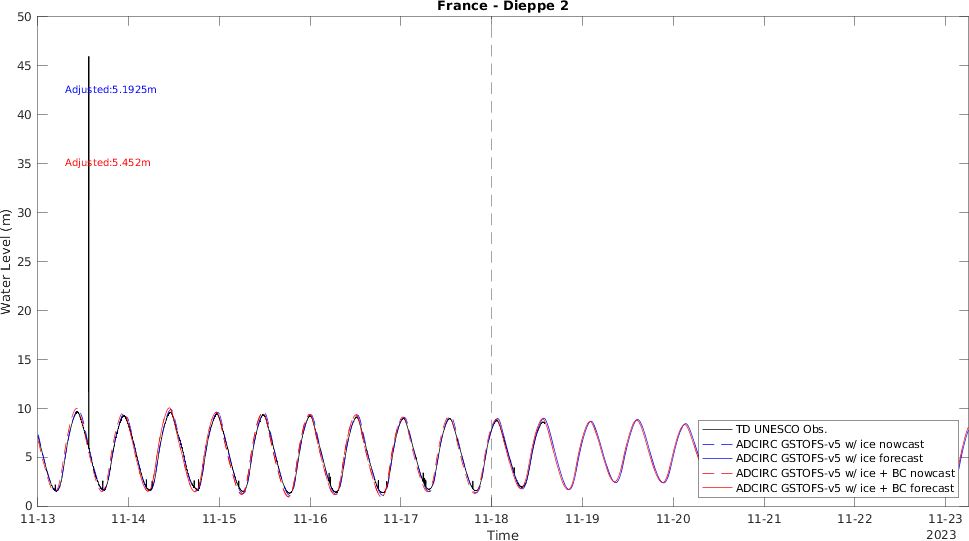 France - Dieppe 2
50
45
40
35
30
25
20
15
10
5
0
Water Level (m)
Adjusted:5.1925m
Adjusted:5.452m
TD UNESCO Obs.
ADCIRC GSTOFS-v5 w/ ice nowcast
ADCIRC GSTOFS-v5 w/ ice forecast
ADCIRC GSTOFS-v5 w/ ice + BC nowcast
ADCIRC GSTOFS-v5 w/ ice + BC forecast
11-13 11-14 11-15 11-16 11-17 11-18 11-19 11-20 11-21 11-22 11-23
Time
2023